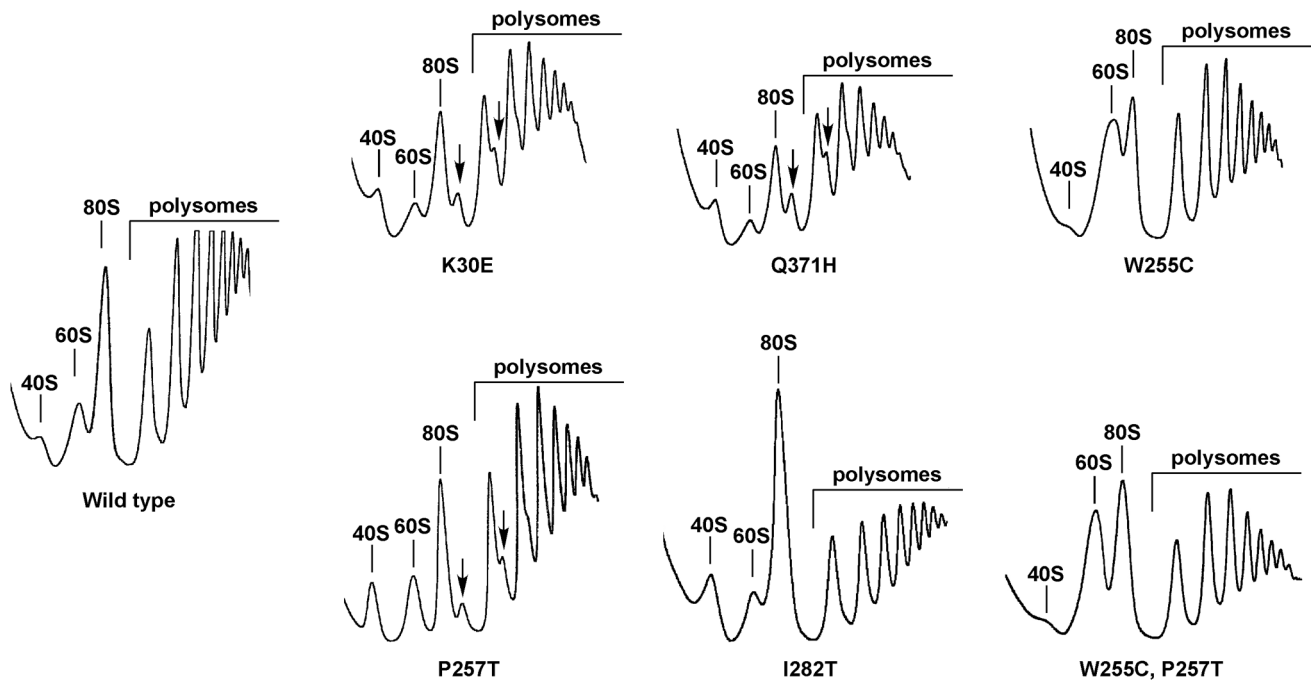 80S polysomes
60S
40S
Wild type
polysomes
80S
40S
60S
K30E
polysomes
80S
40S
60S
Q371H
80S
60S
polysomes
40S
W255C
polysomes
80S
40S 60S
P257T
80S
polysomes
40S
60S
I282T
80S
60S
polysomes
40S
W255C, P257T